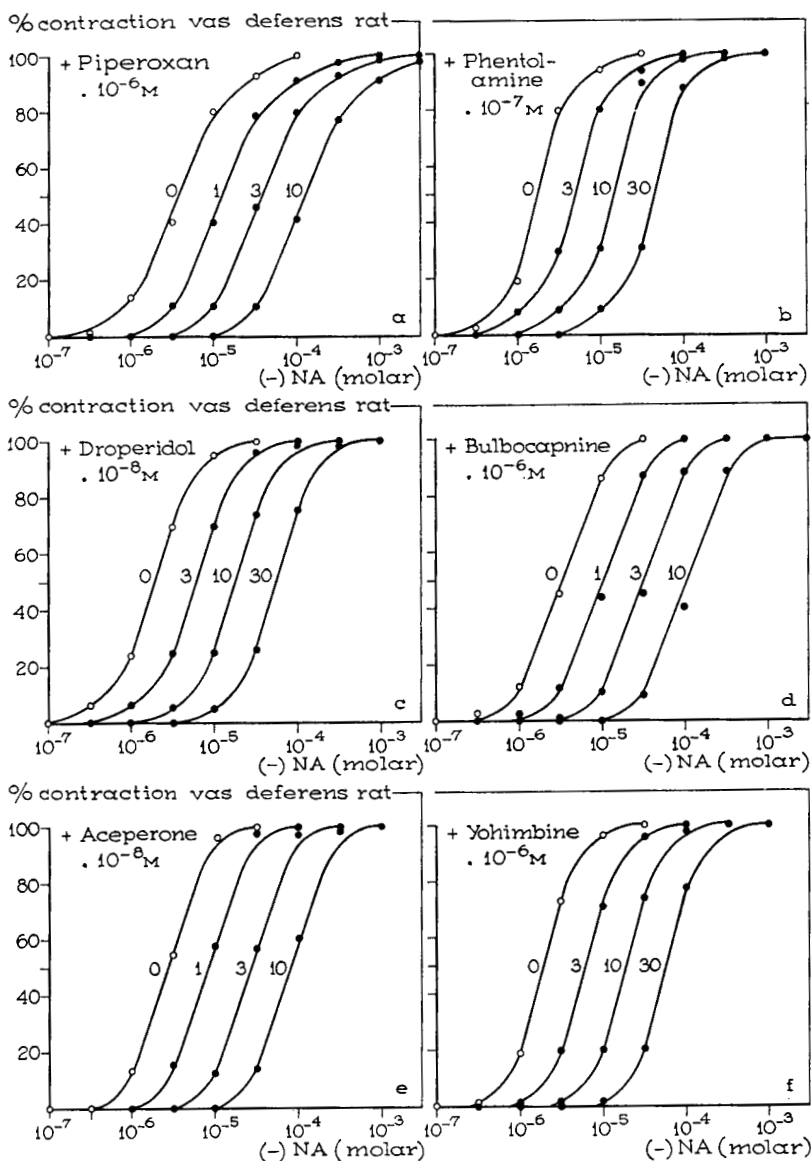 % contraction vas deferens rat
+ Piperoxan
. 10⁻⁶M
100
80
60
40
20
0 1 3 10
a
10⁻⁷ 10⁻⁶ 10⁻⁵ 10⁻⁴ 10⁻³
(-) NA (molar)
+ Phentol-
amine
. 10⁻⁷M
0 3 10 30
b
10⁻⁷ 10⁻⁶ 10⁻⁵ 10⁻⁴ 10⁻³
(-) NA (molar)
% contraction vas deferens rat
+ Droperidol
. 10⁻⁸M
100
80
60
40
20
0 3 10 30
c
10⁻⁷ 10⁻⁶ 10⁻⁵ 10⁻⁴ 10⁻³
(-) NA (molar)
+ Bulbocapnine
. 10⁻⁶M
0 1 3 10
d
10⁻⁷ 10⁻⁶ 10⁻⁵ 10⁻⁴ 10⁻³
(-) NA (molar)
% contraction vas deferens rat
+ Aceperone
. 10⁻⁸M
100
80
60
40
20
0 1 3 10
e
10⁻⁷ 10⁻⁶ 10⁻⁵ 10⁻⁴ 10⁻³
(-) NA (molar)
+ Yohimbine
. 10⁻⁶M
0 3 10 30
f
10⁻⁷ 10⁻⁶ 10⁻⁵ 10⁻⁴ 10⁻³
(-) NA (molar)